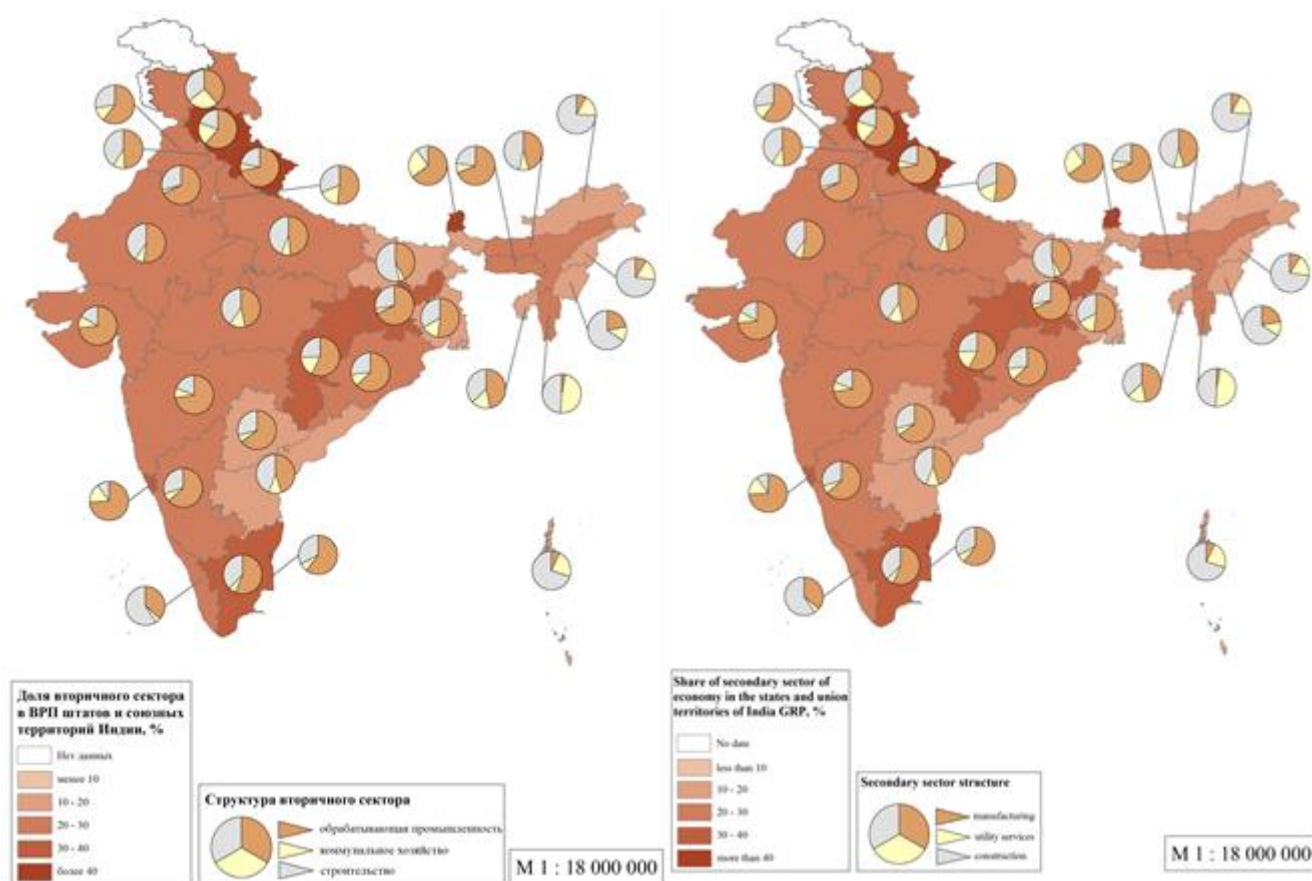 Доля вторичного сектора
в ВРП штатов и союзных
территорий Индии, %
Нет данных
менее 10
10 - 20
20 - 30
30 - 40
более 40
Структура вторичного сектора
обрабатывающая промышленность
коммунальное хозяйство
строительство
М 1 : 18 000 000
Share of secondary sector of
economy in the states and union
territories of India GRP, %
No date
less than 10
10 - 20
20 - 30
30 - 40
more than 40
Secondary sector structure
manufacturing
utility services
construction
М 1 : 18 000 000